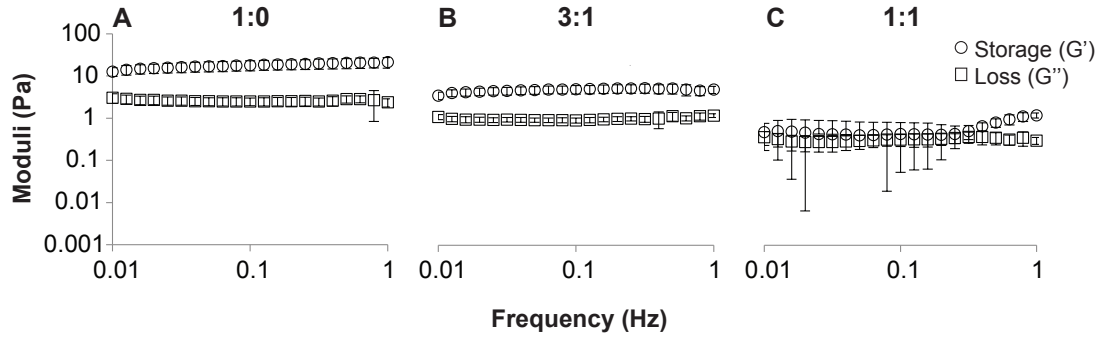 A 1:0
B 3:1
C 1:1
Storage (G')
Loss (G'')
Moduli (Pa)
100
10
1
0.1
0.01
0.001
0.01 0.1 1
0.01 0.1 1
0.01 0.1 1
Frequency (Hz)